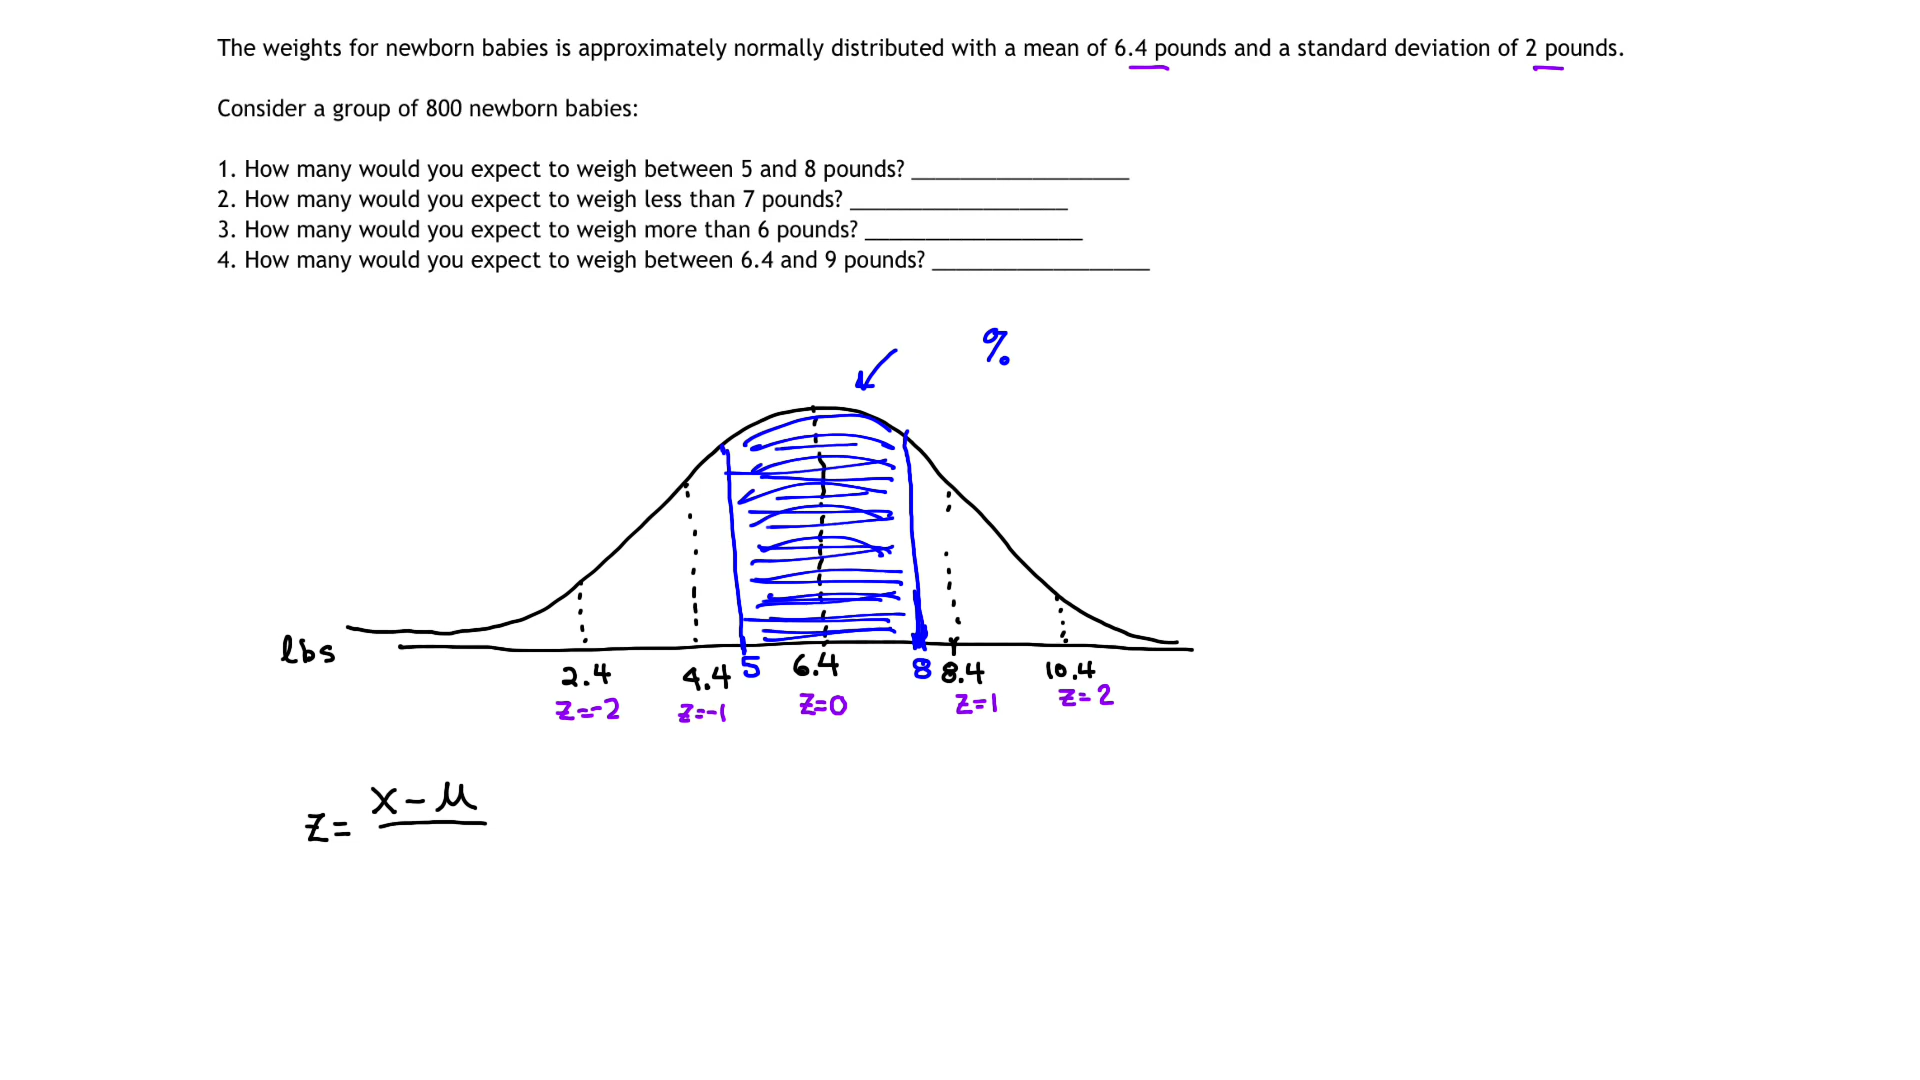 The weights for newborn babies is approximately normally distributed with a mean of 6.4 pounds and a standard deviation of 2 pounds.
Consider a group of 800 newborn babies:
1. How many would you expect to weigh between 5 and 8 pounds? __________________
2. How many would you expect to weigh less than 7 pounds? __________________
3. How many would you expect to weigh more than 6 pounds? __________________
4. How many would you expect to weigh between 6.4 and 9 pounds? __________________
%
lbs
2.4 4.4 5 6.4 8 8.4 10.4
z=-2 z=-1 z=0 z=1 z=2
z= x-μ